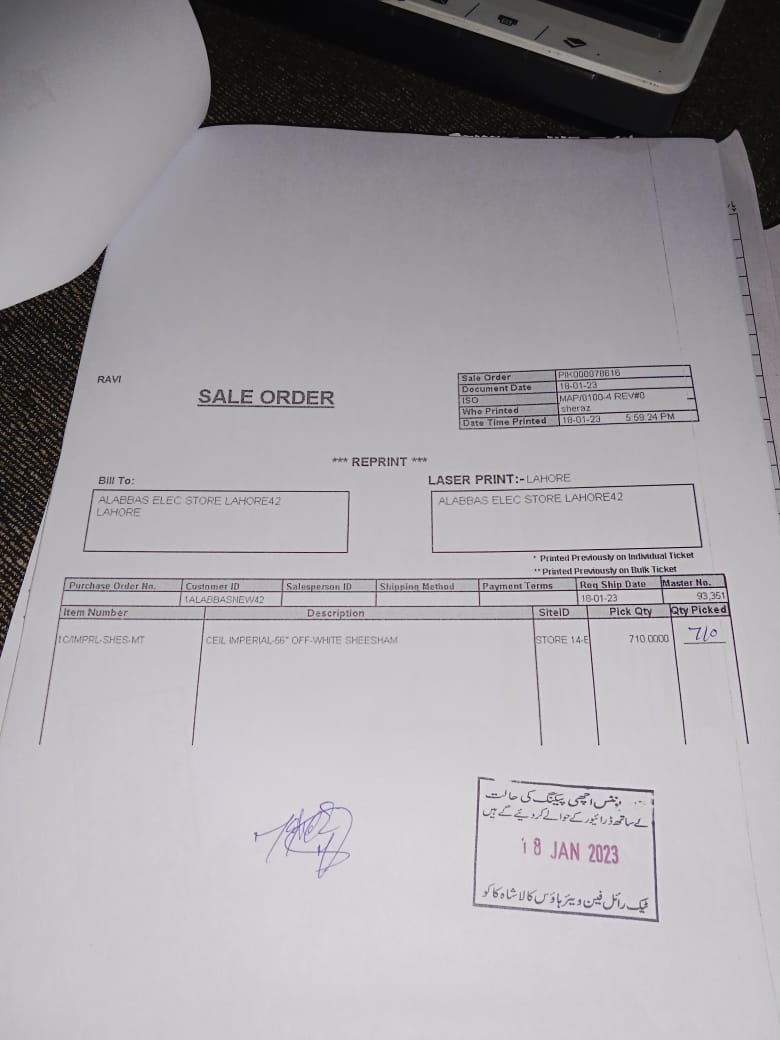 RAVI
SALE ORDER
Sale Order PIK000078616
Document Date 18-01-23
ISO MAP/0100-4 REV#0
Who Printed sheraz
Date Time Printed 18-01-23 5:59:24 PM
*** REPRINT ***
Bill To:
ALABBAS ELEC STORE LAHORE42
LAHORE
LASER PRINT:- LAHORE
ALABBAS ELEC STORE LAHORE42
* Printed Previously on Individual Ticket
** Printed Previously on Bulk Ticket
Purchase Order No. Customer ID Salesperson ID Shipping Method Payment Terms Req Ship Date Master No.
1ALABBASNEW42 18-01-23 93,351
Item Number Description SiteID Pick Qty Qty Picked
1C/IMPRL-SHES-MT CEIL IMPERIAL-56" OFF-WHITE SHEESHAM STORE 14-E 710.0000 710
اچھی پیکنگ کی حالت
کے ساتھ ڈرائیور کے حوالے کر دیئے گے ہیں
18 JAN 2023
فین ویئر ہاؤس کالا شاہ کاکو